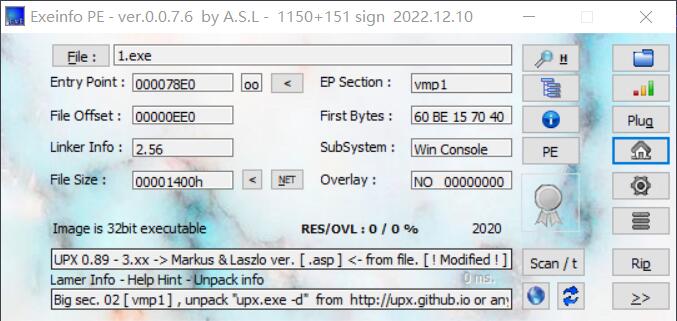 Exeinfo PE - ver.0.0.7.6 by A.S.L - 1150+151 sign 2022.12.10
File : 1.exe H
Entry Point : 000078E0 oo < EP Section : vmp1
File Offset : 00000EE0 First Bytes : 60 BE 15 70 40 Plug
Linker Info : 2.56 SubSystem : Win Console PE
File Size : 00001400h < NET Overlay : NO 00000000
Image is 32bit executable RES/OVL : 0 / 0 % 2020
UPX 0.89 - 3.xx -> Markus & Laszlo ver. [ .asp ] <- from file. [ ! Modified ! ] Scan / t Rip
Lamer Info - Help Hint - Unpack info 0 ms.
Big sec. 02 [ vmp1 ] , unpack "upx.exe -d" from http://upx.github.io or any >>